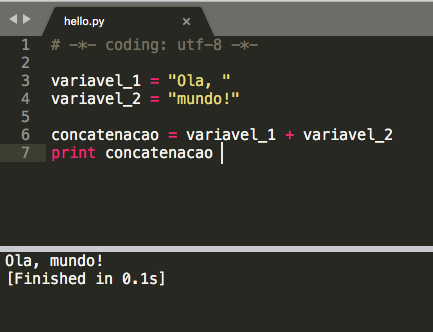 hello.py ×
1 # -*- coding: utf-8 -*-
2
3 variavel_1 = "Ola, "
4 variavel_2 = "mundo!"
5
6 concatenacao = variavel_1 + variavel_2
7 print concatenacao
Ola, mundo!
[Finished in 0.1s]